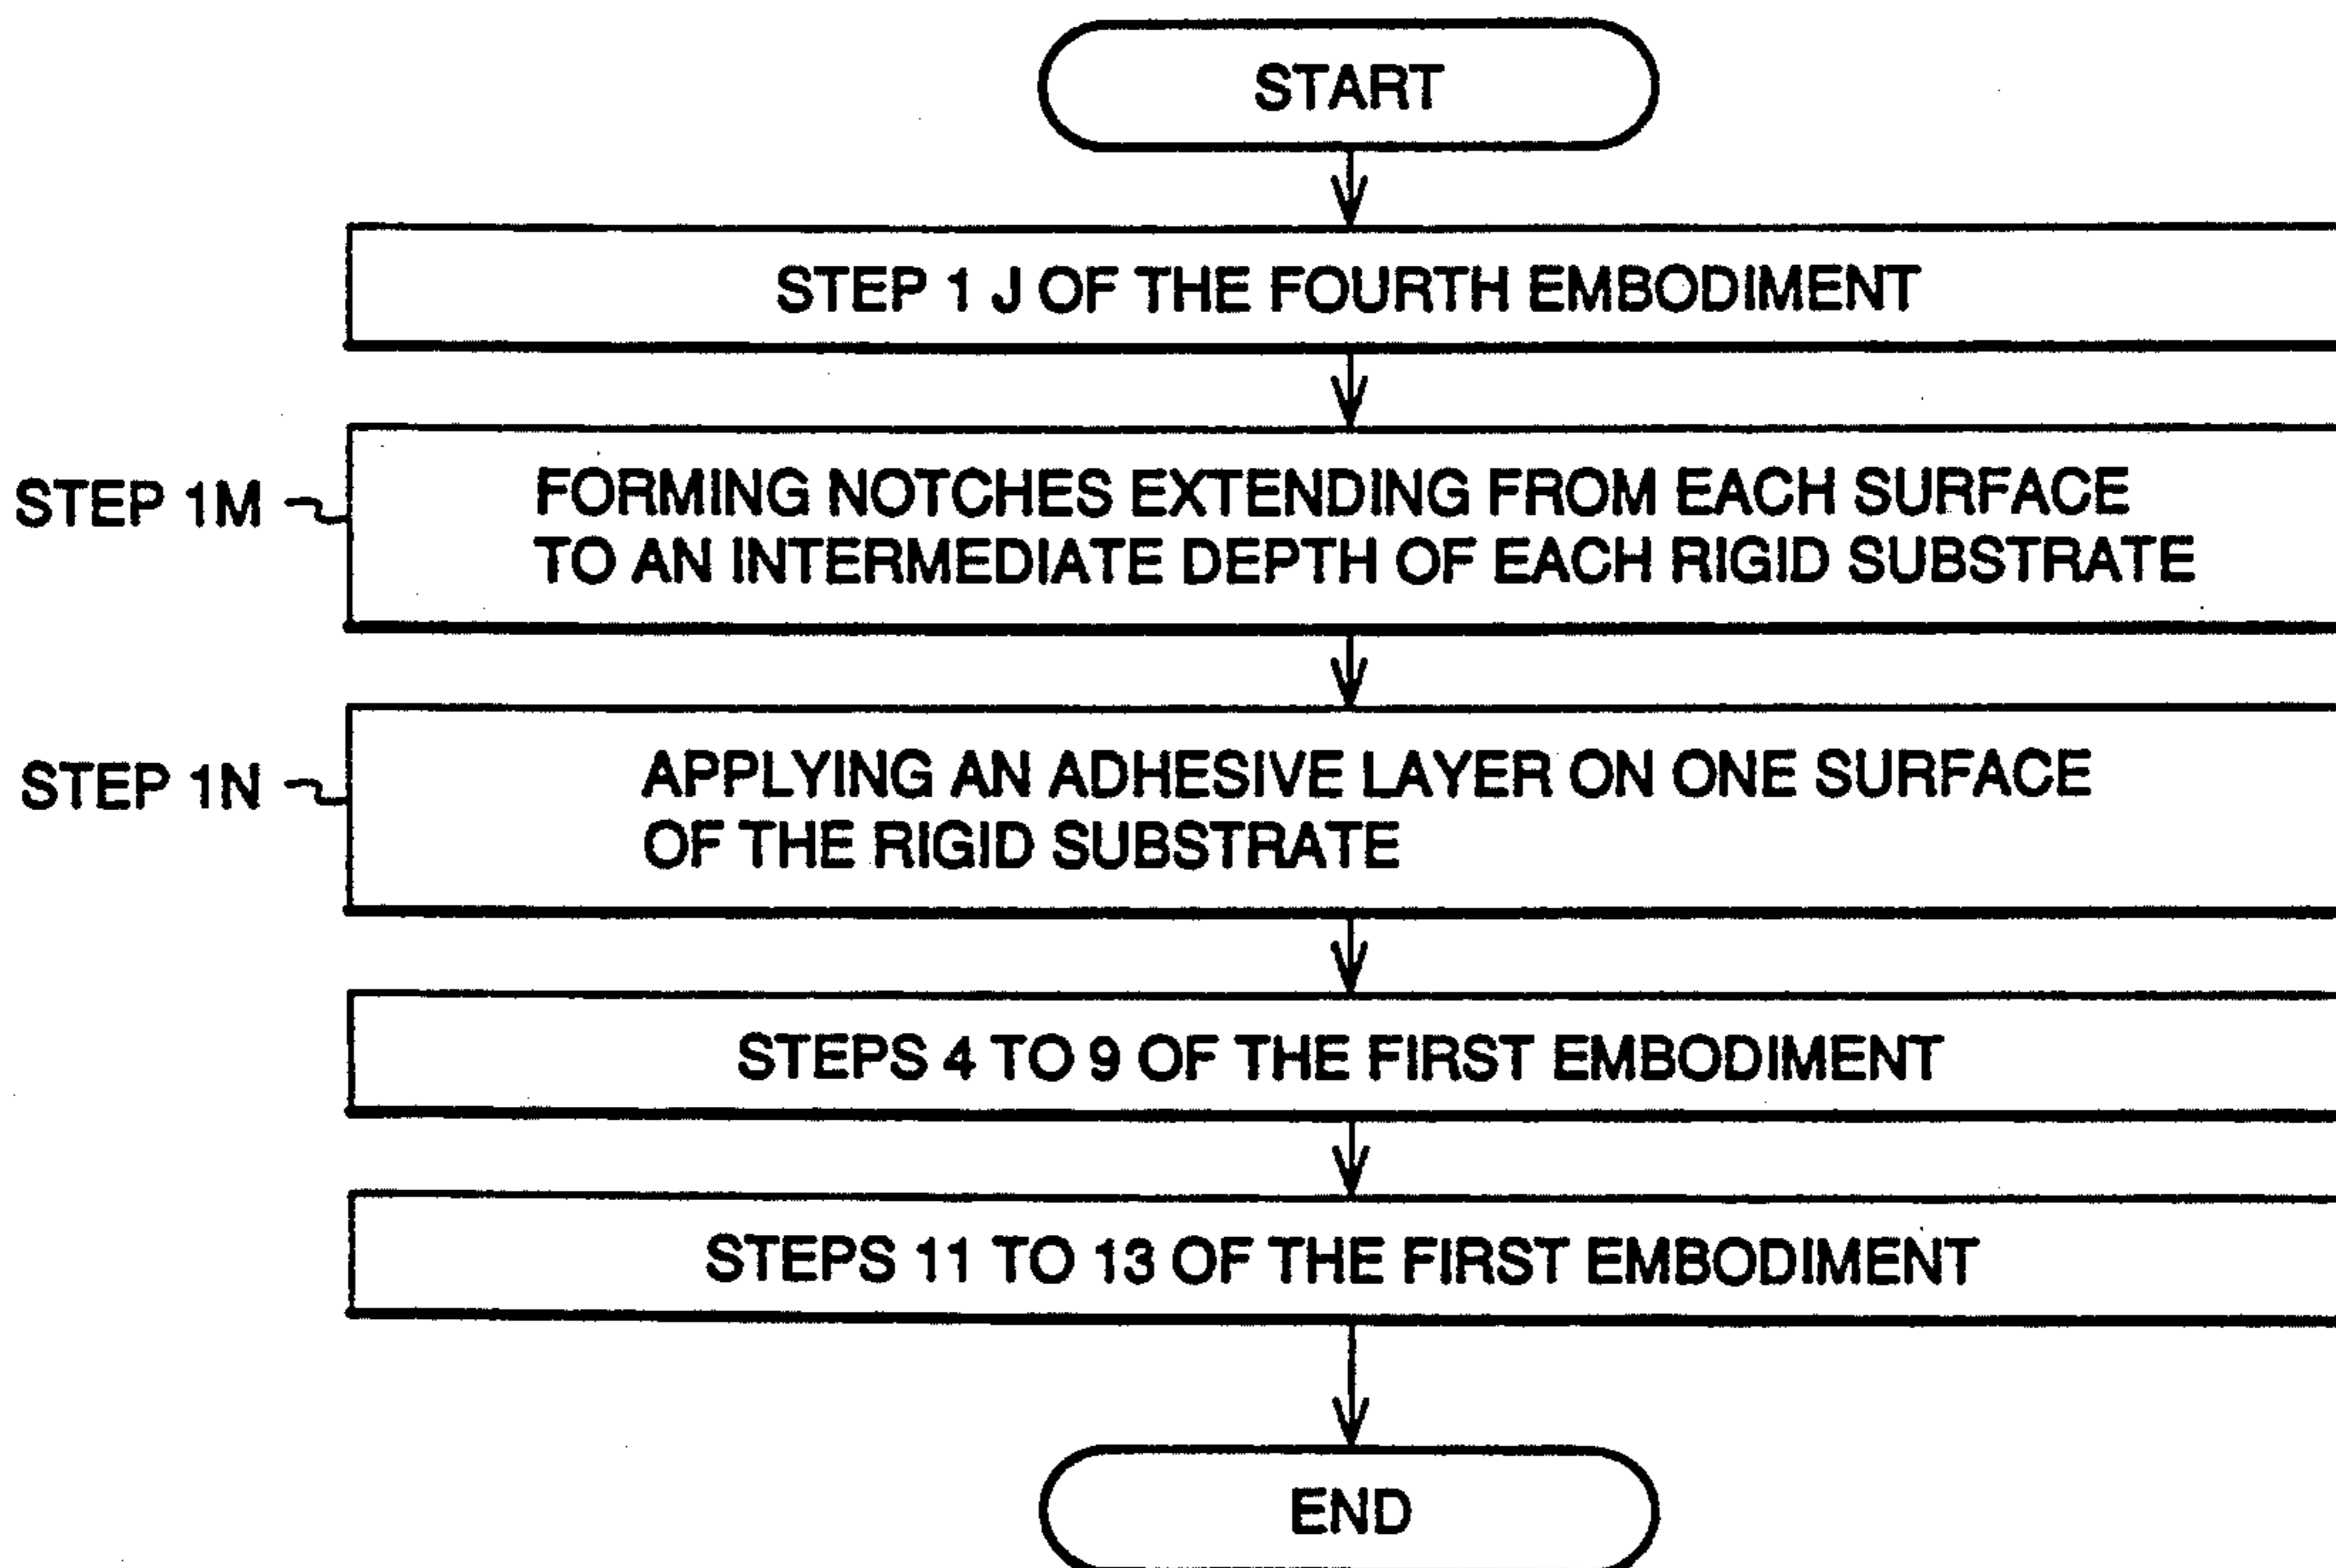 START
STEP 1 J OF THE FOURTH EMBODIMENT
STEP 1M
FORMING NOTCHES EXTENDING FROM EACH SURFACE
TO AN INTERMEDIATE DEPTH OF EACH RIGID SUBSTRATE
STEP 1N
APPLYING AN ADHESIVE LAYER ON ONE SURFACE
OF THE RIGID SUBSTRATE
STEPS 4 TO 9 OF THE FIRST EMBODIMENT
STEPS 11 TO 13 OF THE FIRST EMBODIMENT
END